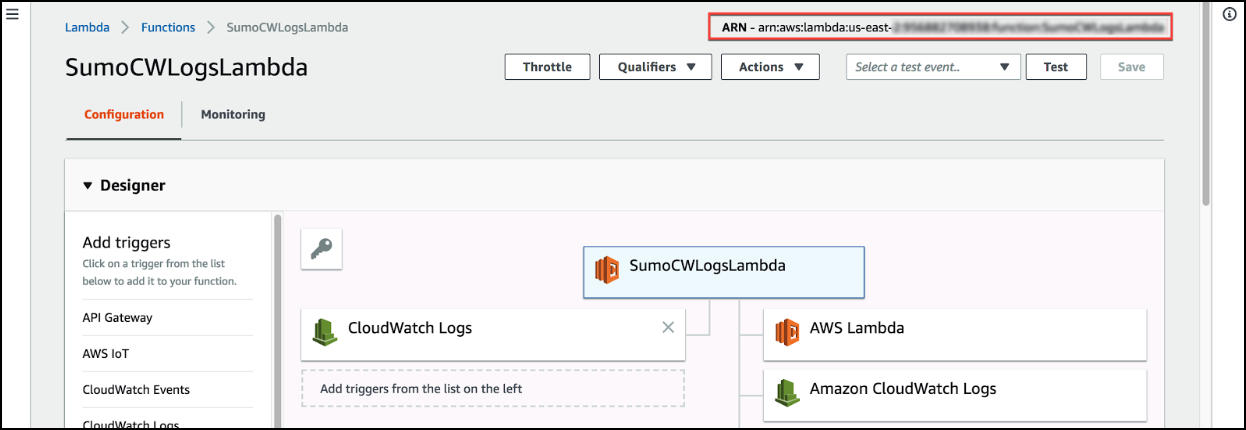 Lambda > Functions > SumoCWLogsLambda
ARN - arn:aws:lambda:us-east-
SumoCWLogsLambda
Throttle
Qualifiers
Actions
Select a test event..
Test
Save
Configuration
Monitoring
Designer
Add triggers
Click on a trigger from the list
below to add it to your function.
API Gateway
AWS IoT
CloudWatch Events
CloudWatch Logs
SumoCWLogsLambda
CloudWatch Logs
Add triggers from the list on the left
AWS Lambda
Amazon CloudWatch Logs